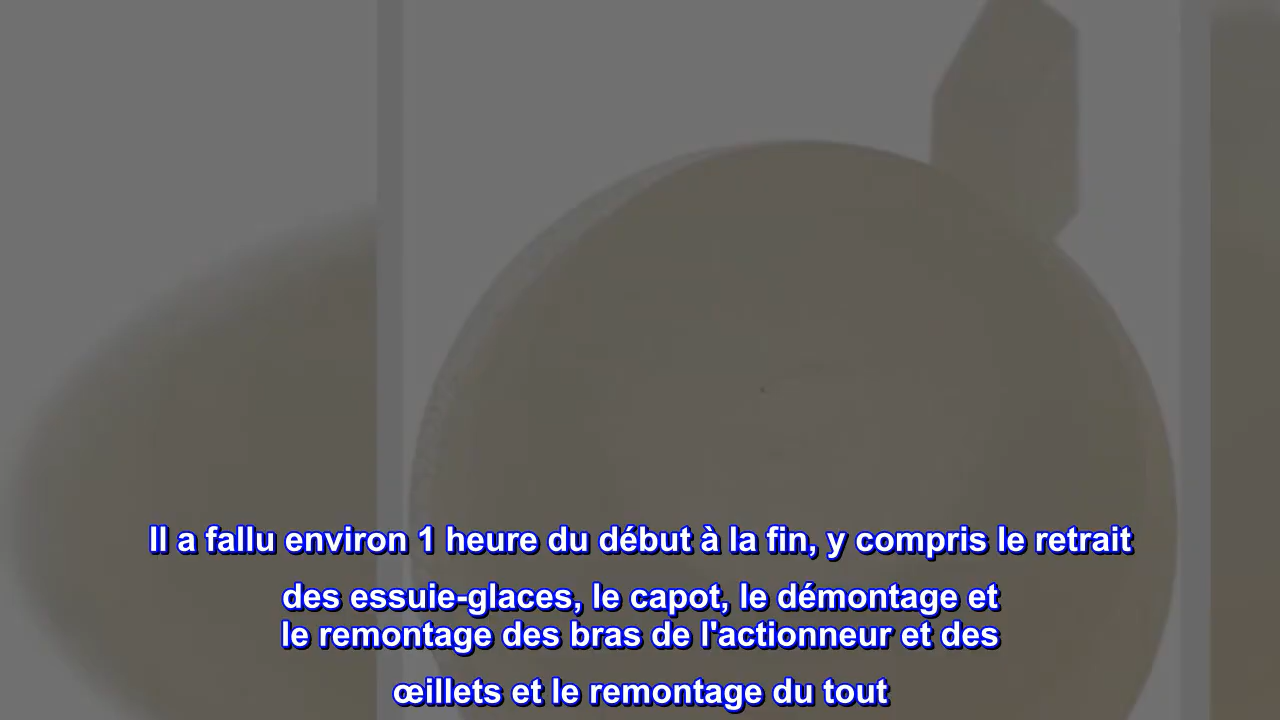 Il a fallu environ 1 heure du début à la fin, y compris le retrait
des essuie-glaces, le capot, le démontage et
le remontage des bras de l'actionneur et des
œillets et le remontage du tout